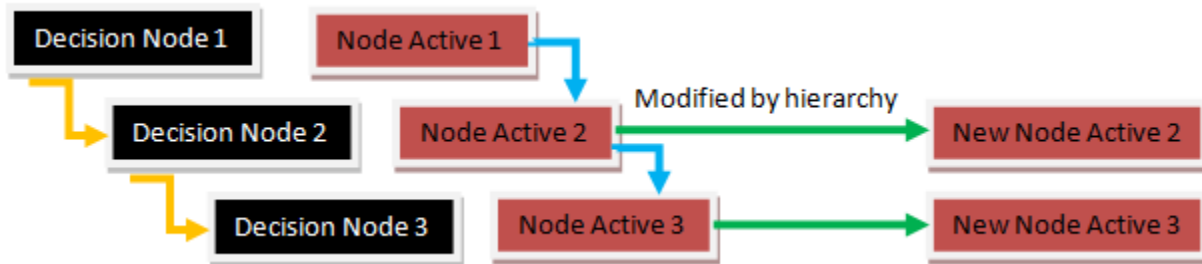 Decision Node 1
Node Active 1
Modified by hierarchy
Decision Node 2
Node Active 2
New Node Active 2
Decision Node 3
Node Active 3
New Node Active 3